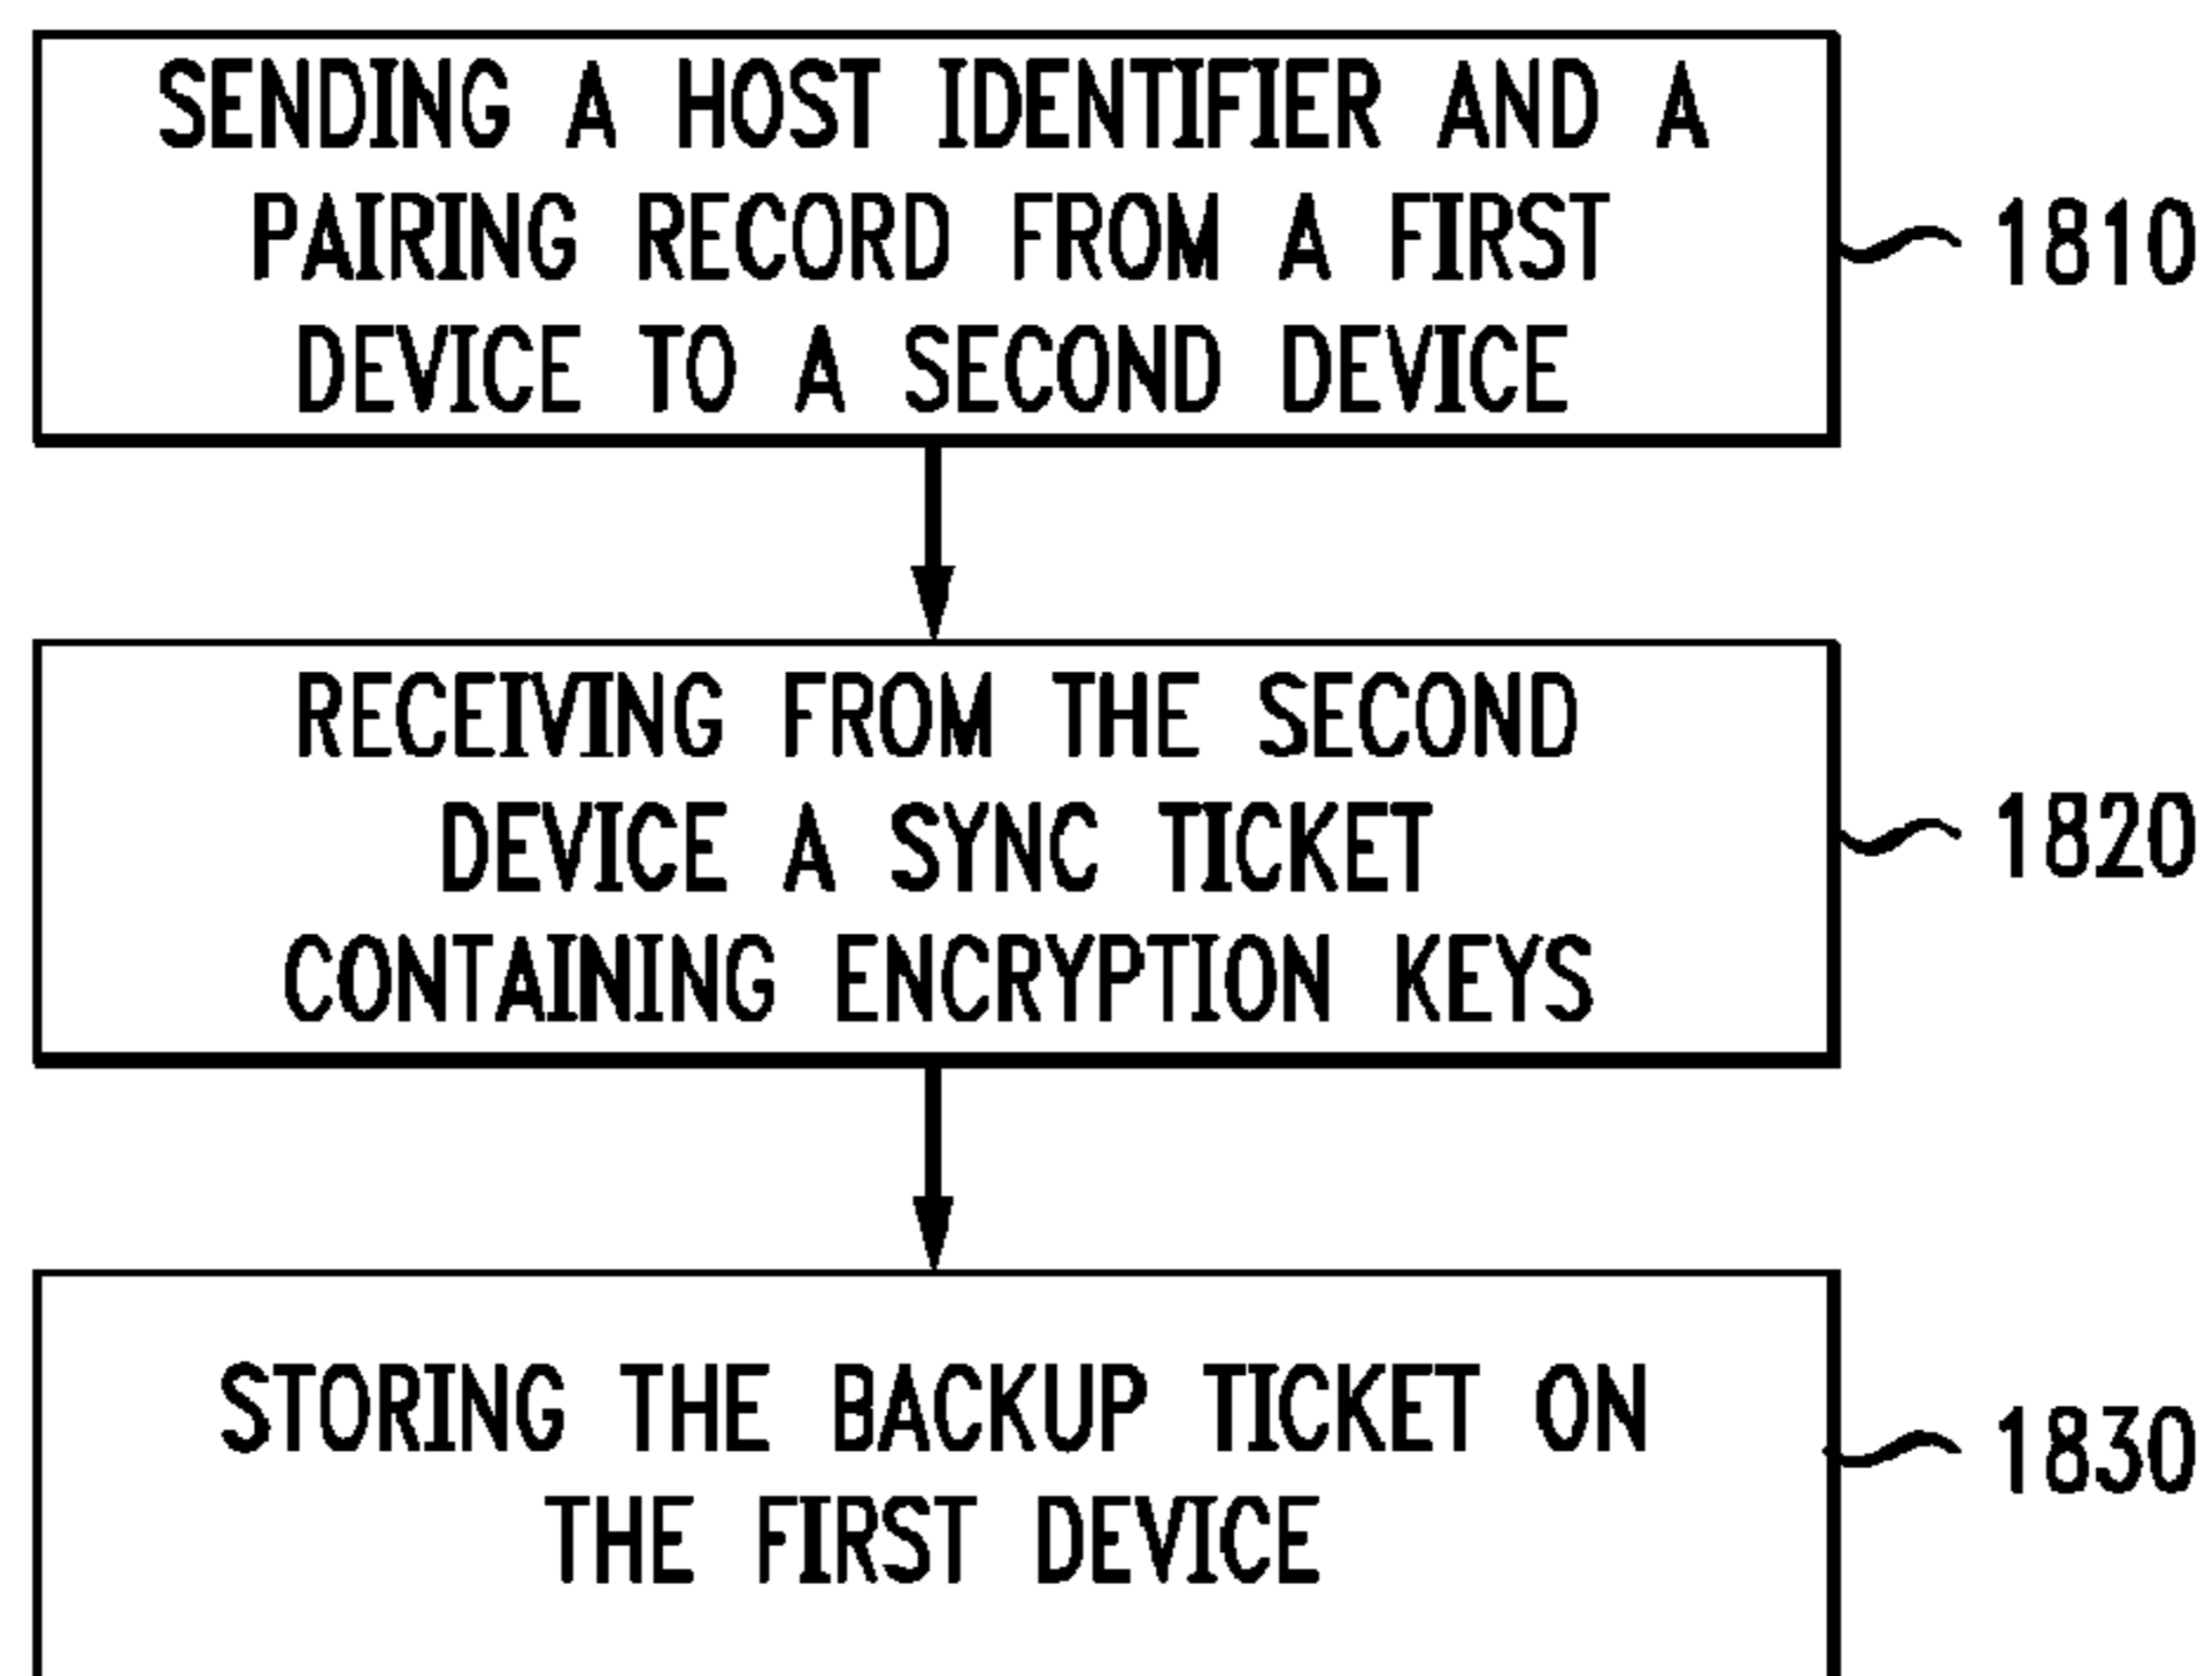 SENDING A HOST IDENTIFIER AND A
PAIRING RECORD FROM A FIRST
DEVICE TO A SECOND DEVICE
1810
RECEIVING FROM THE SECOND
DEVICE A SYNC TICKET
CONTAINING ENCRYPTION KEYS
1820
STORING THE BACKUP TICKET ON
THE FIRST DEVICE
1830